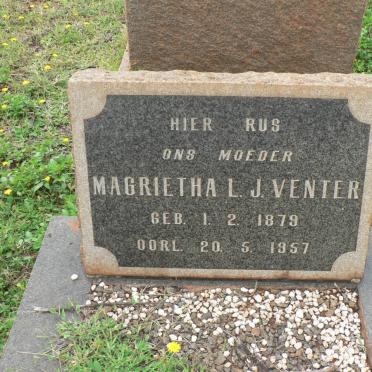 HIER RUS
ONS MOEDER
MAGRIETHA L. J. VENTER
GEB. 1. 2. 1879
OORL. 20. 5. 1957